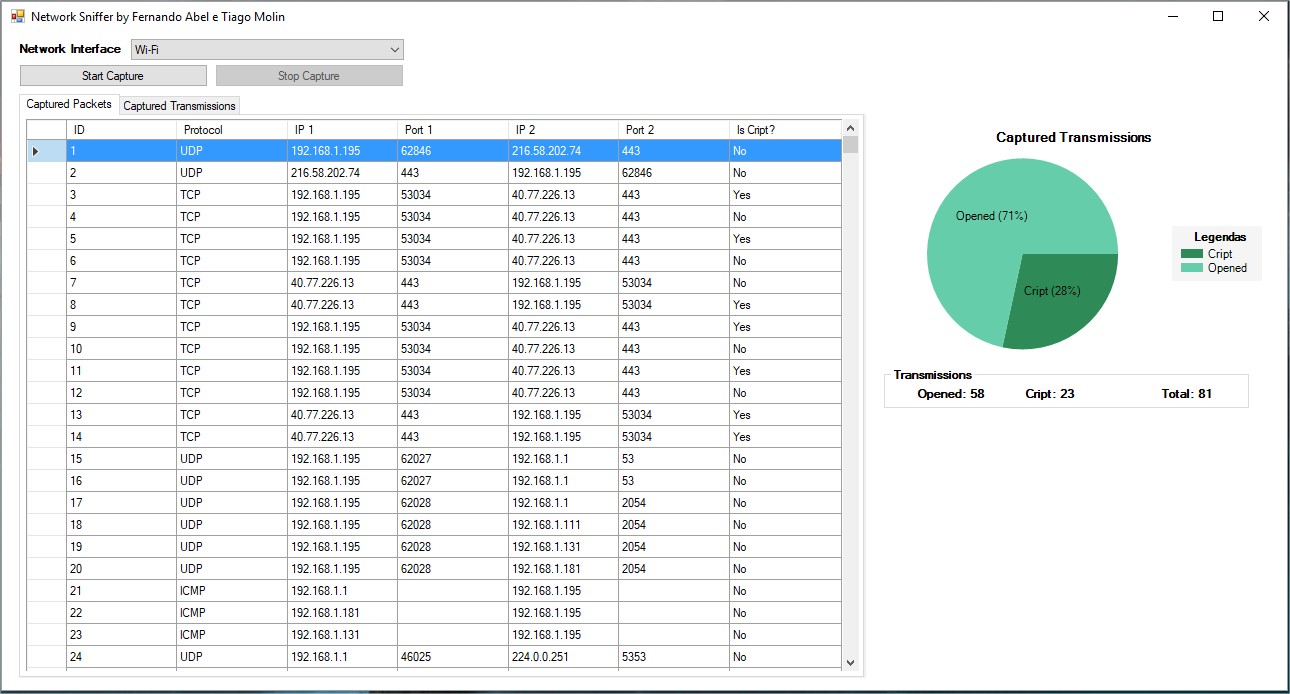 Network Sniffer by Fernando Abel e Tiago Molin
Network Interface Wi-Fi
Start Capture Stop Capture
Captured Packets Captured Transmissions
ID Protocol IP 1 Port 1 IP 2 Port 2 Is Cript?
1 UDP 192.168.1.195 62846 216.58.202.74 443 No
2 UDP 216.58.202.74 443 192.168.1.195 62846 No
3 TCP 192.168.1.195 53034 40.77.226.13 443 Yes
4 TCP 192.168.1.195 53034 40.77.226.13 443 No
5 TCP 192.168.1.195 53034 40.77.226.13 443 Yes
6 TCP 192.168.1.195 53034 40.77.226.13 443 No
7 TCP 40.77.226.13 443 192.168.1.195 53034 No
8 TCP 40.77.226.13 443 192.168.1.195 53034 Yes
9 TCP 192.168.1.195 53034 40.77.226.13 443 Yes
10 TCP 192.168.1.195 53034 40.77.226.13 443 No
11 TCP 192.168.1.195 53034 40.77.226.13 443 Yes
12 TCP 192.168.1.195 53034 40.77.226.13 443 No
13 TCP 40.77.226.13 443 192.168.1.195 53034 Yes
14 TCP 40.77.226.13 443 192.168.1.195 53034 Yes
15 UDP 192.168.1.195 62027 192.168.1.1 53 No
16 UDP 192.168.1.195 62027 192.168.1.1 53 No
17 UDP 192.168.1.195 62028 192.168.1.1 2054 No
18 UDP 192.168.1.195 62028 192.168.1.111 2054 No
19 UDP 192.168.1.195 62028 192.168.1.131 2054 No
20 UDP 192.168.1.195 62028 192.168.1.181 2054 No
21 ICMP 192.168.1.1 192.168.1.195 No
22 ICMP 192.168.1.181 192.168.1.195 No
23 ICMP 192.168.1.131 192.168.1.195 No
24 UDP 192.168.1.1 46025 224.0.0.251 5353 No
Captured Transmissions
Opened (71%)
Cript (28%)
Legendas
Cript
Opened
Transmissions
Opened: 58 Cript: 23 Total: 81